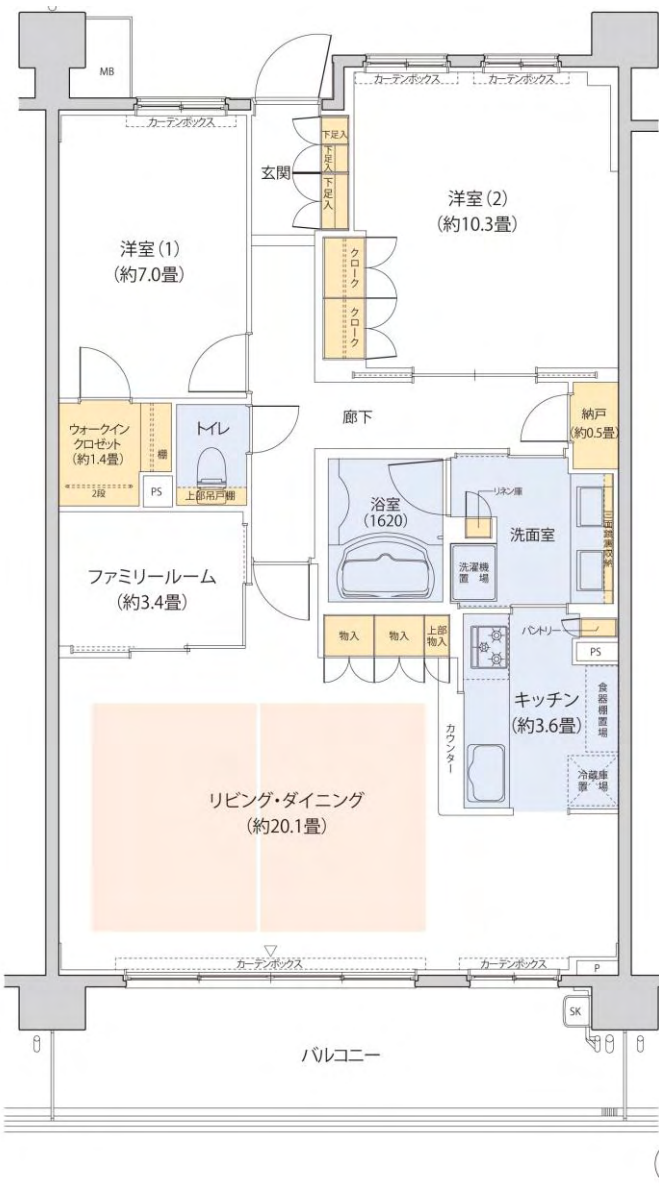 MB
カーテンボックス
カーテンボックス
カーテンボックス
玄関
下足入
下足入
下足入
洋室(1)
(約7.0畳)
洋室(2)
(約10.3畳)
クローク
クローク
廊下
納戸
(約0.5畳)
ウォークイン
クロゼット
(約1.4畳)
2段
棚
PS
トイレ
上部吊戸棚
浴室
(1620)
リネン庫
洗面室
三面鏡裏収納
洗濯機
置場
ファミリールーム
(約3.4畳)
物入
物入
上部
物入
パントリー
PS
キッチン
(約3.6畳)
食器棚置場
冷蔵庫
置場
カウンター
リビング・ダイニング
(約20.1畳)
カーテンボックス
カーテンボックス
P
SK
バルコニー